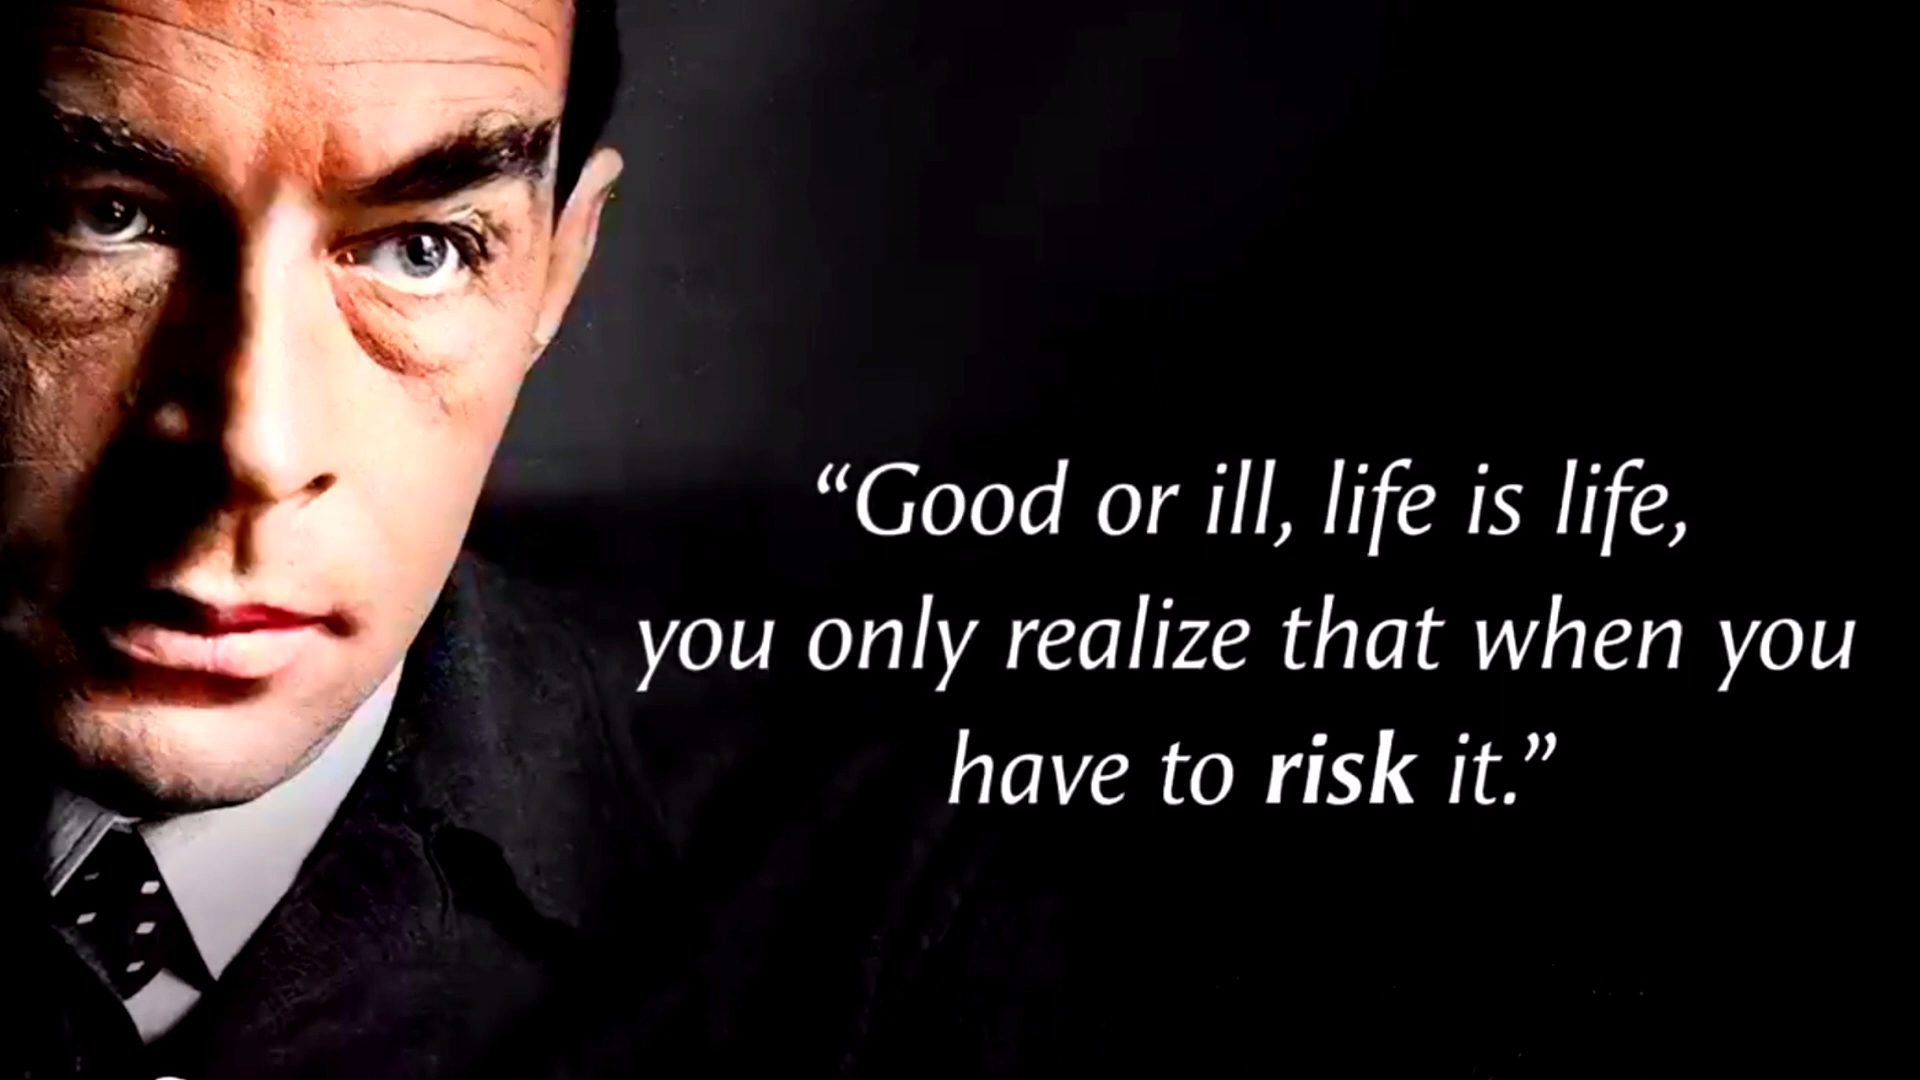 “Good or ill, life is life,
you only realize that when you
have to risk it.”